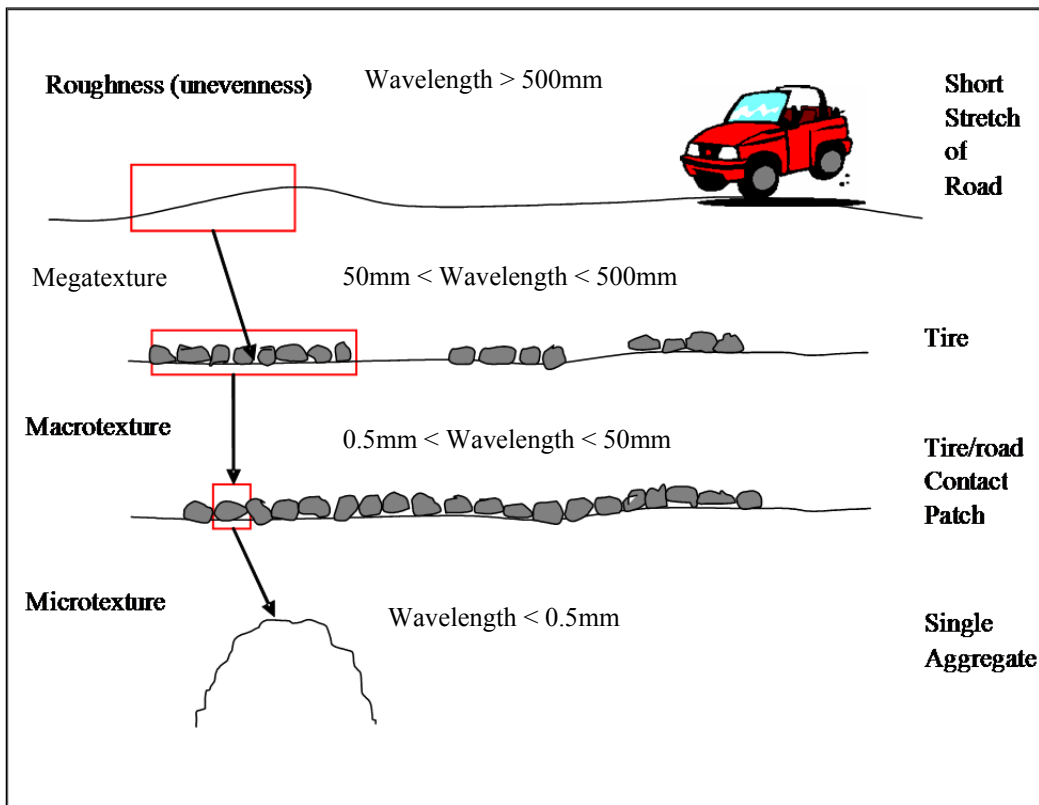 Roughness (unevenness)
Wavelength > 500mm
Short
Stretch
of
Road
Megatexture
50mm < Wavelength < 500mm
Tire
Macrotexture
0.5mm < Wavelength < 50mm
Tire/road
Contact
Patch
Microtexture
Wavelength < 0.5mm
Single
Aggregate